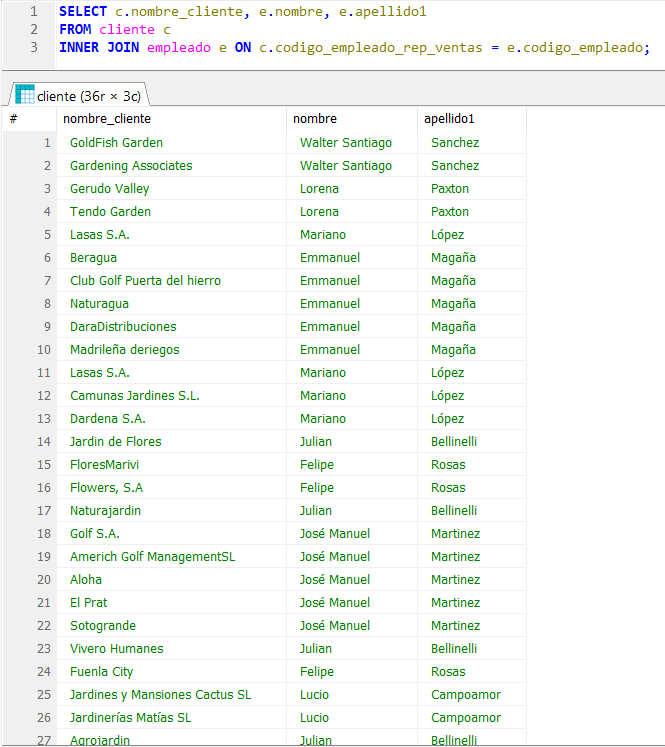 1 SELECT c.nombre_cliente, e.nombre, e.apellido1
2 FROM cliente c
3 INNER JOIN empleado e ON c.codigo_empleado_rep_ventas = e.codigo_empleado;
cliente (36r × 3c)
# nombre_cliente nombre apellido1
1 GoldFish Garden Walter Santiago Sanchez
2 Gardening Associates Walter Santiago Sanchez
3 Gerudo Valley Lorena Paxton
4 Tendo Garden Lorena Paxton
5 Lasas S.A. Mariano López
6 Beragua Emmanuel Magaña
7 Club Golf Puerta del hierro Emmanuel Magaña
8 Naturagua Emmanuel Magaña
9 DaraDistribuciones Emmanuel Magaña
10 Madrileña deriegos Emmanuel Magaña
11 Lasas S.A. Mariano López
12 Camunas Jardines S.L. Mariano López
13 Dardena S.A. Mariano López
14 Jardin de Flores Julian Bellinelli
15 FloresMarivi Felipe Rosas
16 Flowers, S.A Felipe Rosas
17 Naturajardin Julian Bellinelli
18 Golf S.A. José Manuel Martinez
19 Americh Golf ManagementSL José Manuel Martinez
20 Aloha José Manuel Martinez
21 El Prat José Manuel Martinez
22 Sotogrande José Manuel Martinez
23 Vivero Humanes Julian Bellinelli
24 Fuenla City Felipe Rosas
25 Jardines y Mansiones Cactus SL Lucio Campoamor
26 Jardinerías Matías SL Lucio Campoamor
27 Agrojardin Julian Bellinelli